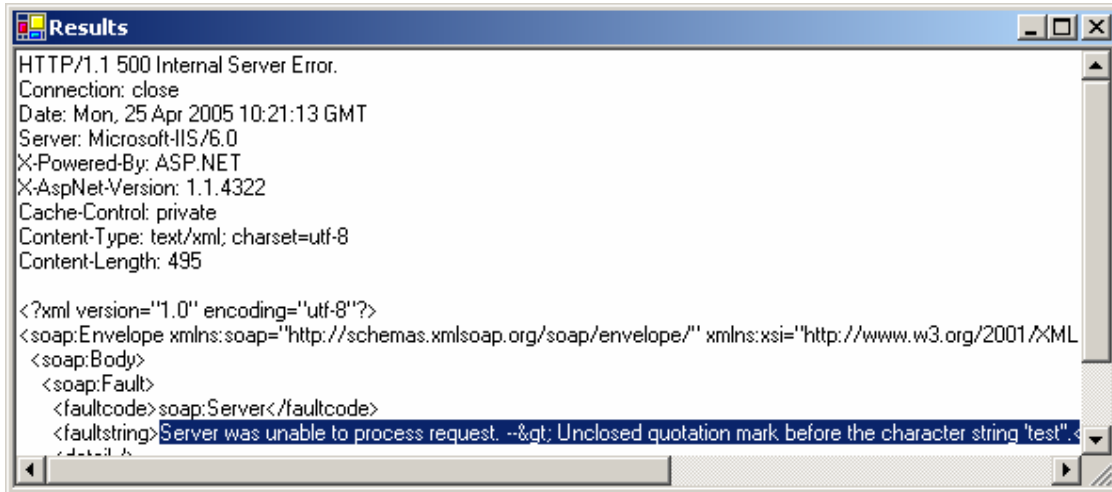 Results
HTTP/1.1 500 Internal Server Error.
Connection: close
Date: Mon, 25 Apr 2005 10:21:13 GMT
Server: Microsoft-IIS/6.0
X-Powered-By: ASP.NET
X-AspNet-Version: 1.1.4322
Cache-Control: private
Content-Type: text/xml; charset=utf-8
Content-Length: 495
<?xml version="1.0" encoding="utf-8"?>
<soap:Envelope xmlns:soap="http://schemas.xmlsoap.org/soap/envelope/" xmlns:xsi="http://www.w3.org/2001/XML
<soap:Body>
<soap:Fault>
<faultcode>soap:Server</faultcode>
<faultstring>Server was unable to process request. --&gt; Unclosed quotation mark before the character string 'test''.<